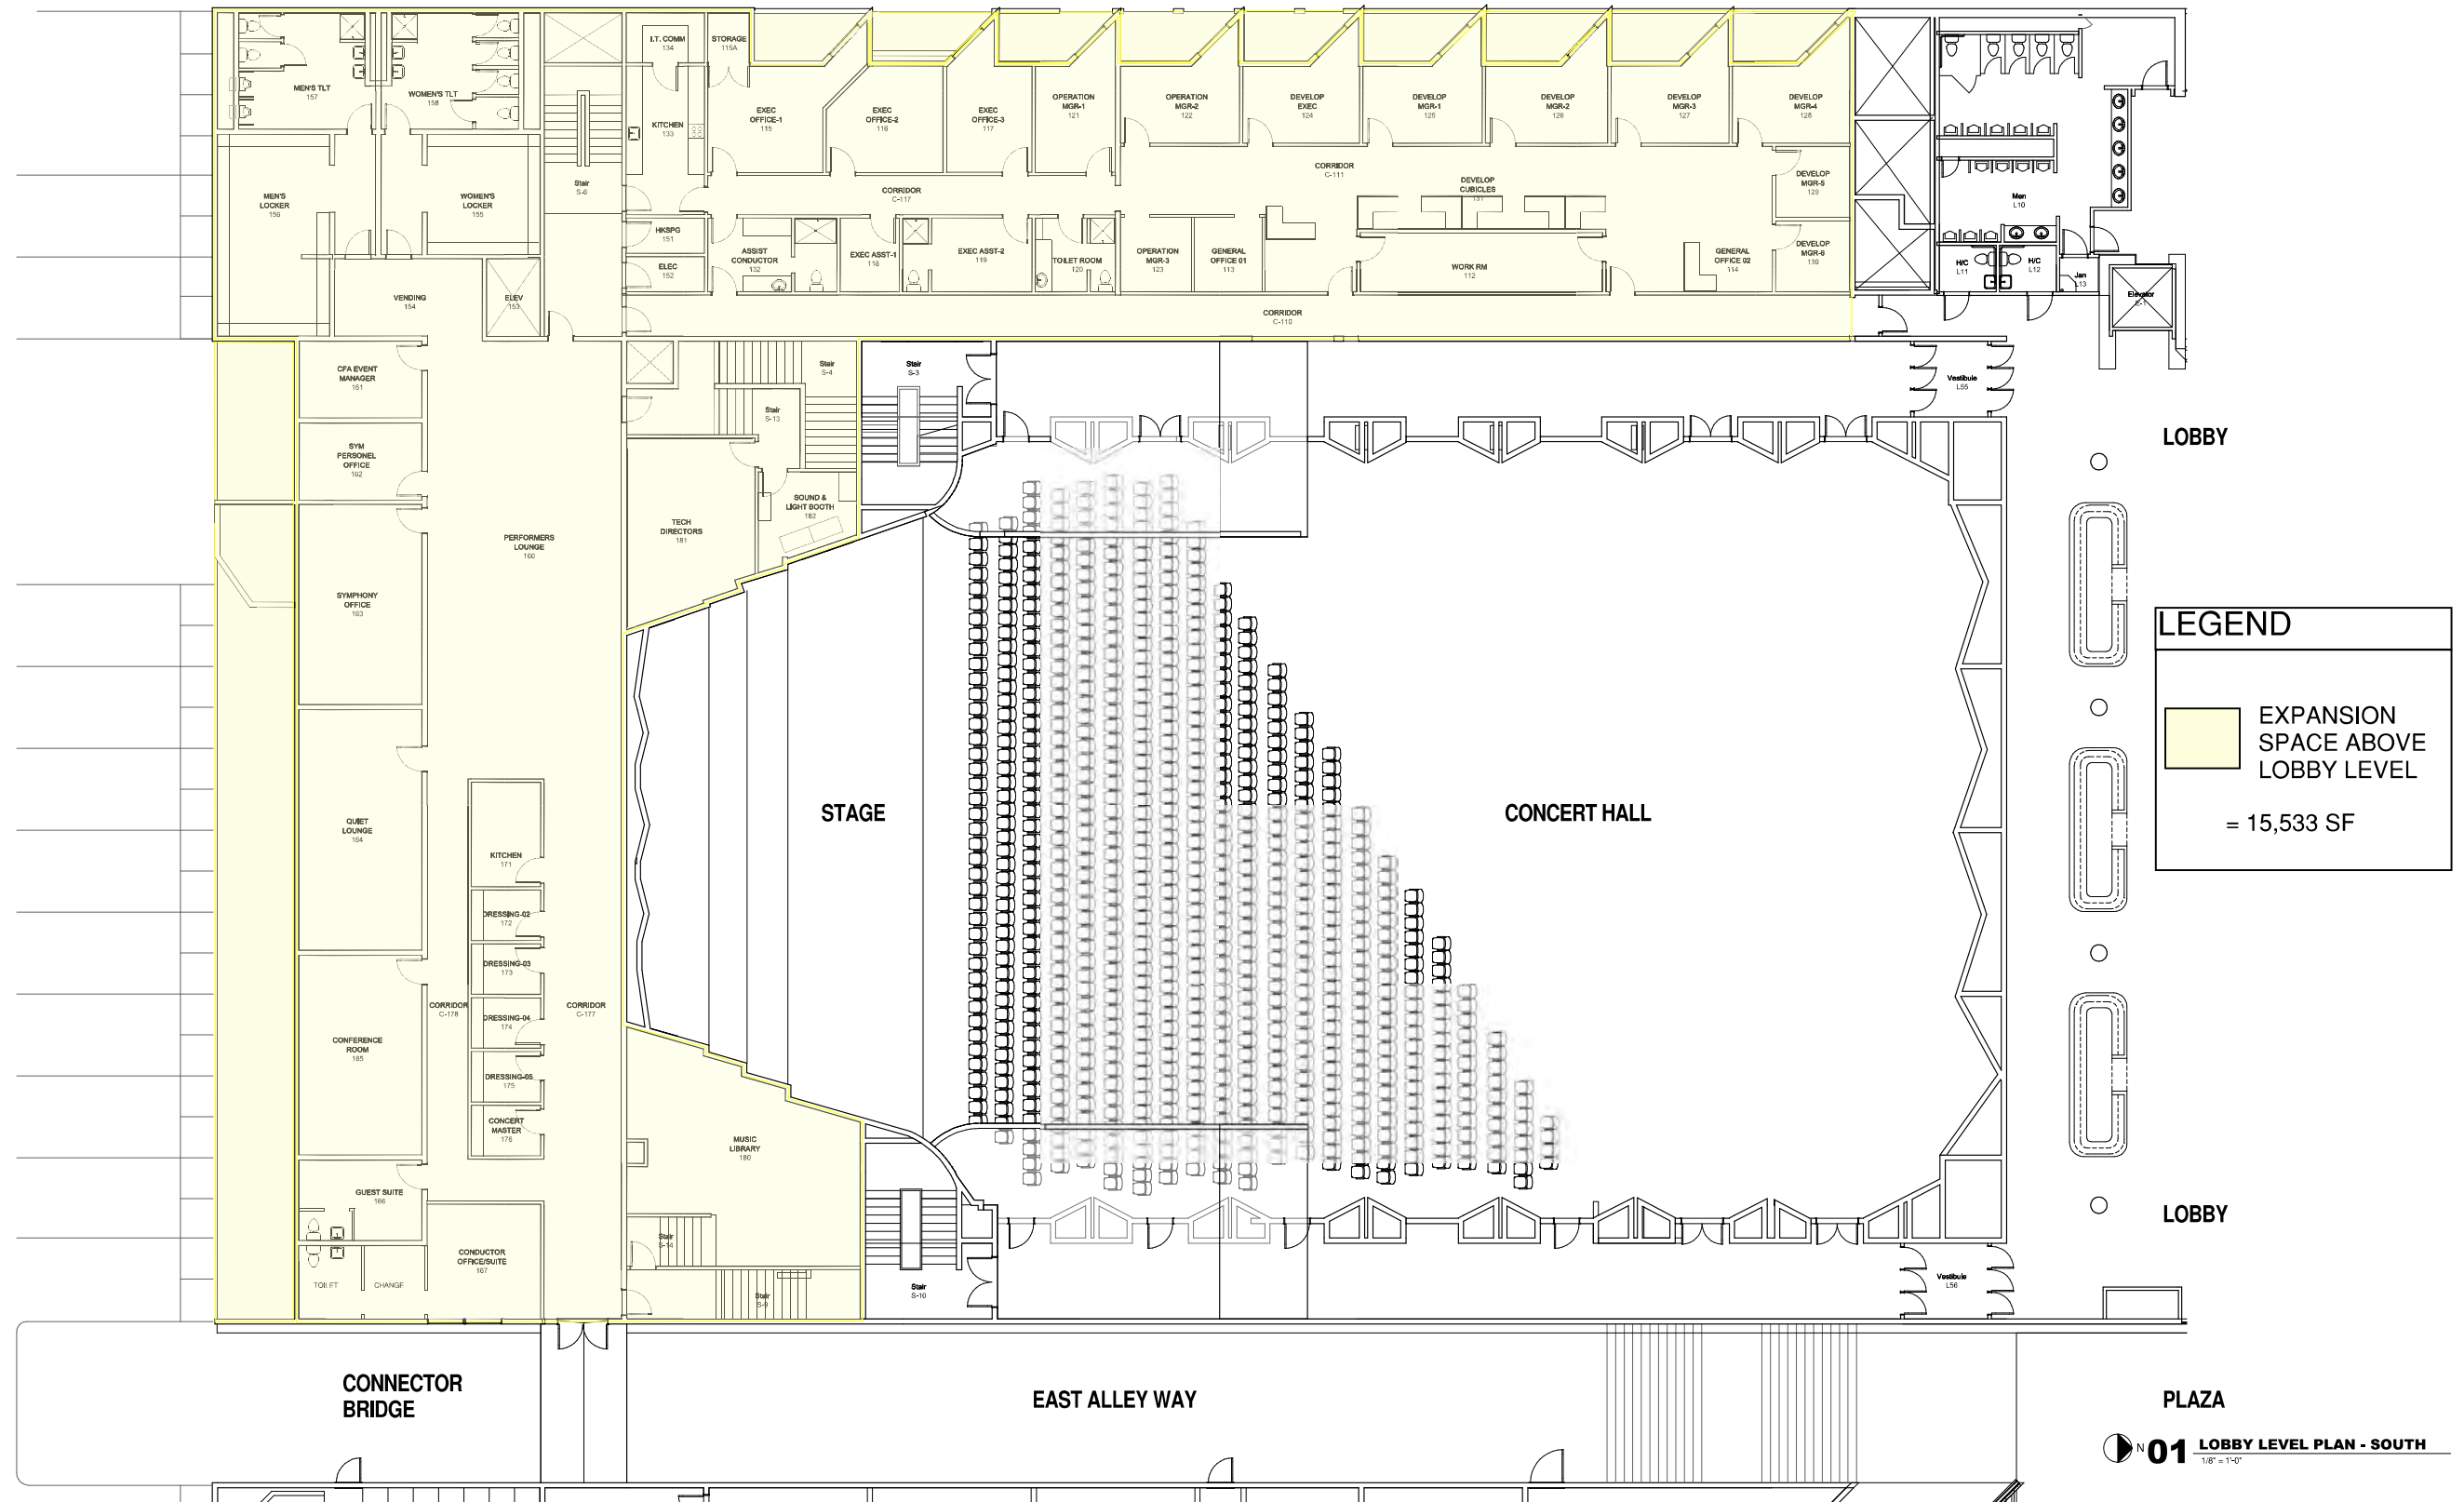 MEN'S TLT
157
WOMEN'S TLT
158
I.T. COMM
134
STORAGE
115A
KITCHEN
133
EXEC
OFFICE-1
115
EXEC
OFFICE-2
116
EXEC
OFFICE-3
117
OPERATION
MGR-1
121
OPERATION
MGR-2
122
DEVELOP
EXEC
124
DEVELOP
MGR-1
125
DEVELOP
MGR-2
126
DEVELOP
MGR-3
127
DEVELOP
MGR-4
128
MEN'S
LOCKER
156
WOMEN'S
LOCKER
155
Stair
S-6
CORRIDOR
C-117
CORRIDOR
C-111
DEVELOP
CUBICLES
131
DEVELOP
MGR-5
129
Men
L10
HKSPG
151
ELEC
152
ASSIST
CONDUCTOR
132
EXEC ASST-1
118
EXEC ASST-2
119
TOILET ROOM
120
OPERATION
MGR-3
123
GENERAL
OFFICE 01
113
WORK RM
112
GENERAL
OFFICE 02
114
DEVELOP
MGR-6
130
H/C
L11
H/C
L12
Jan
L13
Elevator
E-1
VENDING
154
ELEV
153
CORRIDOR
C-110
CFA EVENT
MANAGER
161
Stair
S-4
Stair
S-3
Stair
S-13
Vestibule
L55
LOBBY
SYM
PERSONEL
OFFICE
162
SOUND &
LIGHT BOOTH
182
TECH
DIRECTORS
181
PERFORMERS
LOUNGE
160
SYMPHONY
OFFICE
163
LEGEND
EXPANSION
SPACE ABOVE
LOBBY LEVEL
= 15,533 SF
QUIET
LOUNGE
164
STAGE
CONCERT HALL
KITCHEN
171
DRESSING-02
172
DRESSING-03
173
CORRIDOR
C-178
DRESSING-04
174
CORRIDOR
C-177
CONFERENCE
ROOM
165
DRESSING-05
175
CONCERT
MASTER
176
MUSIC
LIBRARY
180
GUEST SUITE
166
LOBBY
Stair
S-14
CONDUCTOR
OFFICE/SUITE
167
TOILET
CHANGE
Stair
S-9
Stair
S-10
Vestibule
L56
CONNECTOR
BRIDGE
EAST ALLEY WAY
PLAZA
N 01 LOBBY LEVEL PLAN - SOUTH
1/8" = 1'-0"